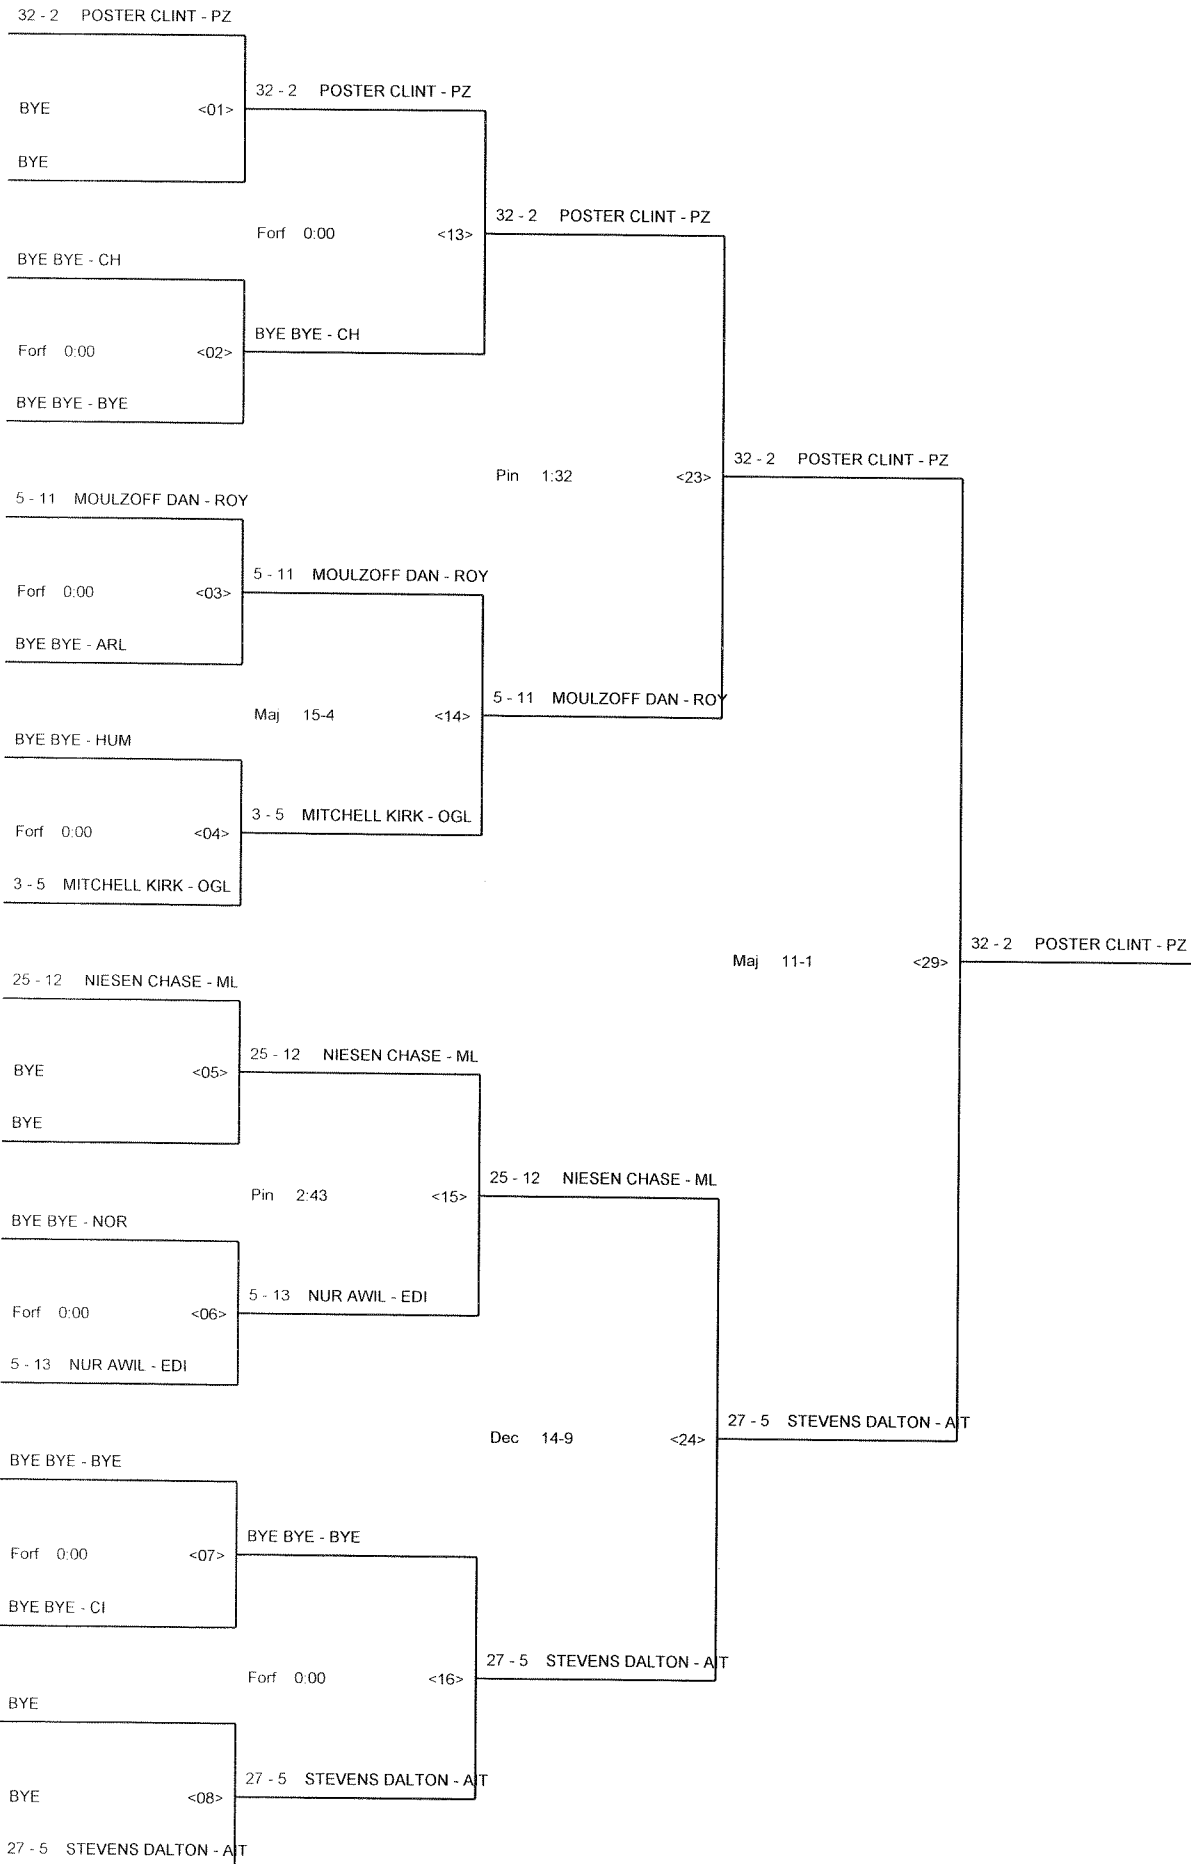 32 - 2 POSTER CLINT - PZ
32 - 2 POSTER CLINT - PZ
BYE <01>
BYE
32 - 2 POSTER CLINT - PZ
Forf 0:00 <13>
BYE BYE - CH
BYE BYE - CH
Forf 0:00 <02>
BYE BYE - BYE
32 - 2 POSTER CLINT - PZ
Pin 1:32 <23>
5 - 11 MOULZOFF DAN - ROY
5 - 11 MOULZOFF DAN - ROY
Forf 0:00 <03>
BYE BYE - ARL
5 - 11 MOULZOFF DAN - ROY
Maj 15-4 <14>
BYE BYE - HUM
3 - 5 MITCHELL KIRK - OGL
Forf 0:00 <04>
3 - 5 MITCHELL KIRK - OGL
32 - 2 POSTER CLINT - PZ
Maj 11-1 <29>
25 - 12 NIESEN CHASE - ML
25 - 12 NIESEN CHASE - ML
BYE <05>
BYE
25 - 12 NIESEN CHASE - ML
Pin 2:43 <15>
BYE BYE - NOR
5 - 13 NUR AWIL - EDI
Forf 0:00 <06>
5 - 13 NUR AWIL - EDI
27 - 5 STEVENS DALTON - AIT
Dec 14-9 <24>
BYE BYE - BYE
BYE BYE - BYE
Forf 0:00 <07>
BYE BYE - CI
27 - 5 STEVENS DALTON - AIT
Forf 0:00 <16>
BYE
27 - 5 STEVENS DALTON - AIT
BYE <08>
27 - 5 STEVENS DALTON - AIT